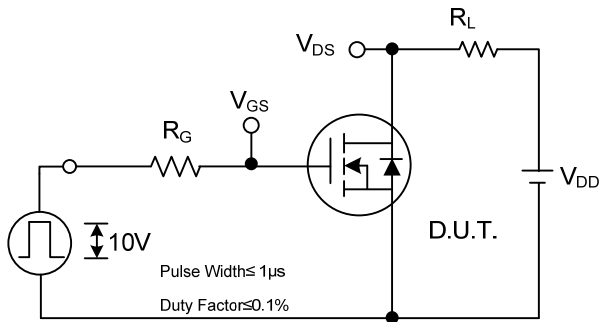 R_L
V_DS
V_GS
R_G
V_DD
D.U.T.
10V
Pulse Width≤ 1μs
Duty Factor≤0.1%